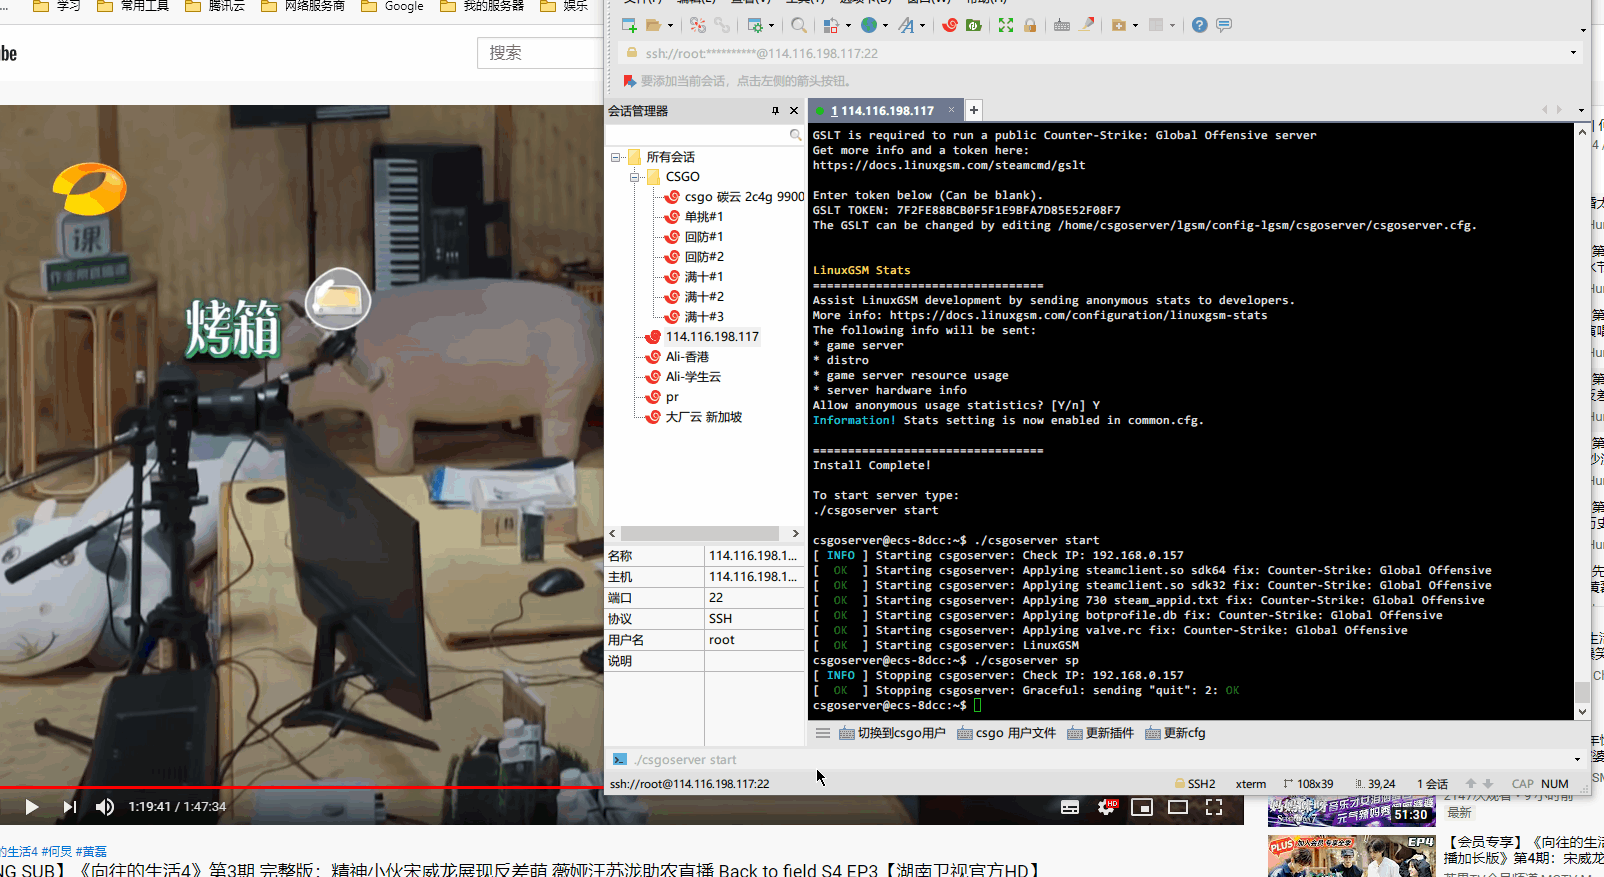 学习
常用工具
腾讯云
网络服务商
Google
我的服务器
娱乐
搜索
课
烤箱
1:19:41 / 1:47:34
HD
#何炅 #黄磊
NG SUB】《向往的生活4》第3期 完整版：精神小伙宋威龙展现反差萌 薇娅汪苏泷助农直播 Back to field S4 EP3【湖南卫视官方HD】
ssh://root:**********@114.116.198.117:22
要添加当前会话，点击左侧的箭头按钮。
会话管理器
所有会话
CSGO
csgo 碳云 2c4g 9900
单挑#1
回防#1
回防#2
满十#1
满十#2
满十#3
114.116.198.117
Ali-香港
Ali-学生云
pr
大厂云 新加坡
名称 114.116.198.1...
主机 114.116.198.1...
端口 22
协议 SSH
用户名 root
说明
1 114.116.198.117
GSLT is required to run a public Counter-Strike: Global Offensive server
Get more info and a token here:
https://docs.linuxgsm.com/steamcmd/gslt
Enter token below (Can be blank).
GSLT TOKEN: 7F2FE88BCB0F5F1E9BFA7D85E52F08F7
The GSLT can be changed by editing /home/csgoserver/lgsm/config-lgsm/csgoserver/csgoserver.cfg.
LinuxGSM Stats
=================================
Assist LinuxGSM development by sending anonymous stats to developers.
More info: https://docs.linuxgsm.com/configuration/linuxgsm-stats
The following info will be sent:
* game server
* distro
* game server resource usage
* server hardware info
Allow anonymous usage statistics? [Y/n] Y
Information! Stats setting is now enabled in common.cfg.
=================================
Install Complete!
To start server type:
./csgoserver start
csgoserver@ecs-8dcc:~$ ./csgoserver start
[ INFO ] Starting csgoserver: Check IP: 192.168.0.157
[ OK ] Starting csgoserver: Applying steamclient.so sdk64 fix: Counter-Strike: Global Offensive
[ OK ] Starting csgoserver: Applying steamclient.so sdk32 fix: Counter-Strike: Global Offensive
[ OK ] Starting csgoserver: Applying 730 steam_appid.txt fix: Counter-Strike: Global Offensive
[ OK ] Starting csgoserver: Applying botprofile.db fix: Counter-Strike: Global Offensive
[ OK ] Starting csgoserver: Applying valve.rc fix: Counter-Strike: Global Offensive
[ OK ] Starting csgoserver: LinuxGSM
csgoserver@ecs-8dcc:~$ ./csgoserver sp
[ INFO ] Stopping csgoserver: Check IP: 192.168.0.157
[ OK ] Stopping csgoserver: Graceful: sending "quit": 2: OK
csgoserver@ecs-8dcc:~$
切换到csgo用户 csgo 用户文件 更新插件 更新cfg
./csgoserver start
ssh://root@114.116.198.117:22 SSH2 xterm 108x39 39,24 1 会话 CAP NUM
51:30
最新
PLUS
EP4
【会员专享】《向往的生活
播加长版》第4期：宋威龙